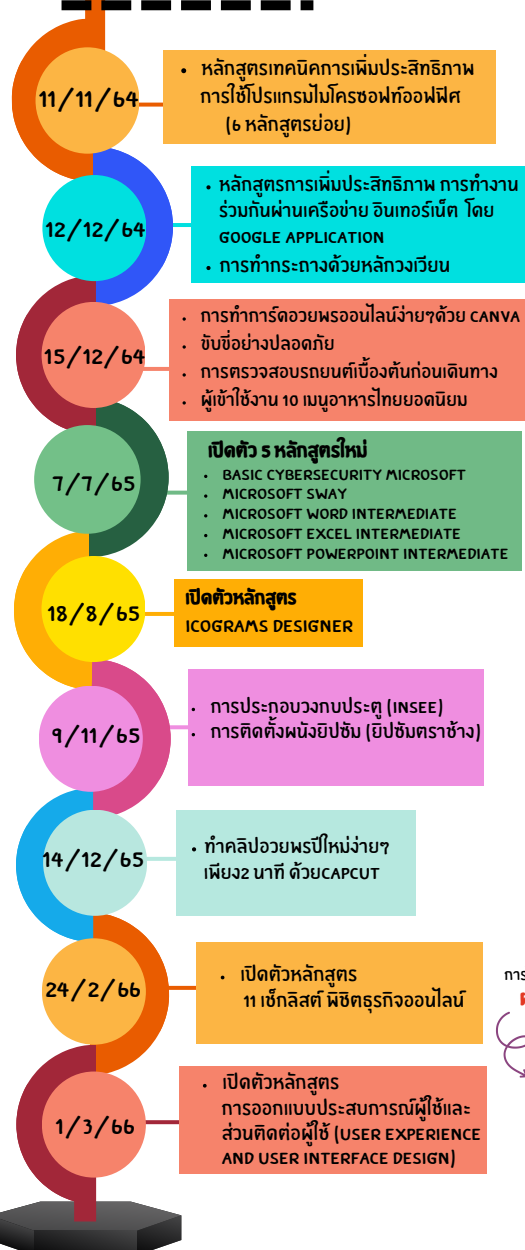 11/11/64
• หลักสูตรเทคนิคการเพิ่มประสิทธิภาพ
การใช้โปรแกรมไมโครซอฟท์ออฟฟิศ
(6 หลักสูตรย่อย)
12/12/64
• หลักสูตรการเพิ่มประสิทธิภาพ การทำงาน
ร่วมกันผ่านเครือข่าย อินเทอร์เน็ต โดย
GOOGLE APPLICATION
• การทำกระถางด้วยหลักวงเวียน
15/12/64
• การทำการ์ดอวยพรออนไลน์ง่ายๆด้วย CANVA
• ขับขี่อย่างปลอดภัย
• การตรวจสอบรถยนต์เบื้องต้นก่อนเดินทาง
• ผู้เข้าใช้งาน 10 เมนูอาหารไทยยอดนิยม
7/7/65
เปิดตัว 5 หลักสูตรใหม่
• BASIC CYBERSECURITY MICROSOFT
• MICROSOFT SWAY
• MICROSOFT WORD INTERMEDIATE
• MICROSOFT EXCEL INTERMEDIATE
• MICROSOFT POWERPOINT INTERMEDIATE
18/8/65
เปิดตัวหลักสูตร
ICOGRAMS DESIGNER
9/11/65
• การประกอบวงกบประตู (INSEE)
• การติดตั้งผนังยิปซัม (ยิปซัมตราช้าง)
14/12/65
• ทำคลิปอวยพรปีใหม่ง่ายๆ
เพียง2 นาที ด้วยCAPCUT
24/2/66
• เปิดตัวหลักสูตร
11 เช็กลิสต์ พิชิตธุรกิจออนไลน์
การ
1/3/66
• เปิดตัวหลักสูตร
การออกแบบประสบการณ์ผู้ใช้และ
ส่วนติดต่อผู้ใช้ (USER EXPERIENCE
AND USER INTERFACE DESIGN)